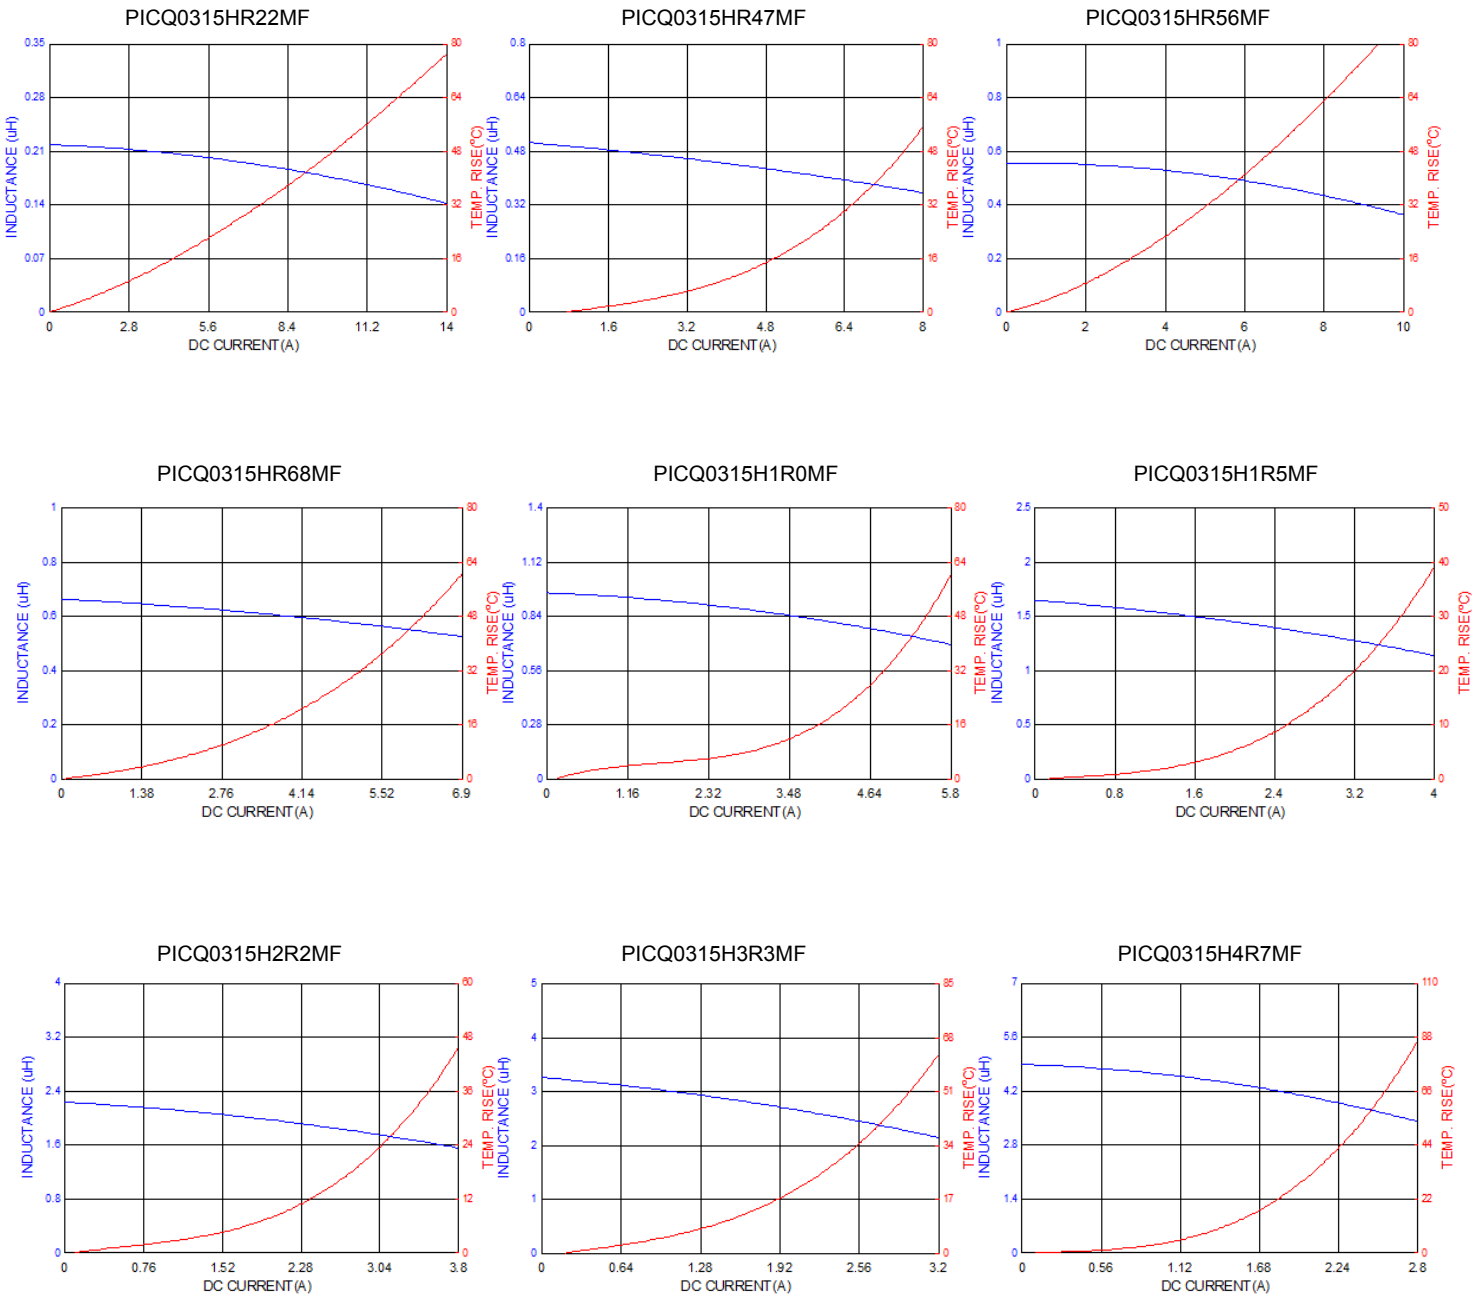 PICQ0315HR22MF
PICQ0315HR47MF
PICQ0315HR56MF
0.35
0.28
0.21
0.14
0.07
0
INDUCTANCE (uH)
80
64
48
32
16
0
TEMP. RISE(ºC)
0 2.8 5.6 8.4 11.2 14
DC CURRENT(A)
0.8
0.64
0.48
0.32
0.16
0
INDUCTANCE (uH)
80
64
48
32
16
0
TEMP. RISE(ºC)
0 1.6 3.2 4.8 6.4 8
DC CURRENT(A)
1
0.8
0.6
0.4
0.2
0
INDUCTANCE (uH)
80
64
48
32
16
0
TEMP. RISE(ºC)
0 2 4 6 8 10
DC CURRENT(A)
PICQ0315HR68MF
PICQ0315H1R0MF
PICQ0315H1R5MF
1
0.8
0.6
0.4
0.2
0
INDUCTANCE (uH)
80
64
48
32
16
0
TEMP. RISE(ºC)
0 1.38 2.76 4.14 5.52 6.9
DC CURRENT(A)
1.4
1.12
0.84
0.56
0.28
0
INDUCTANCE (uH)
80
64
48
32
16
0
TEMP. RISE(ºC)
0 1.16 2.32 3.48 4.64 5.8
DC CURRENT(A)
2.5
2
1.5
1
0.5
0
INDUCTANCE (uH)
50
40
30
20
10
0
TEMP. RISE(ºC)
0 0.8 1.6 2.4 3.2 4
DC CURRENT(A)
PICQ0315H2R2MF
PICQ0315H3R3MF
PICQ0315H4R7MF
4
3.2
2.4
1.6
0.8
0
INDUCTANCE (uH)
60
48
36
24
12
0
TEMP. RISE(ºC)
0 0.76 1.52 2.28 3.04 3.8
DC CURRENT(A)
5
4
3
2
1
0
INDUCTANCE (uH)
85
68
51
34
17
0
TEMP. RISE(ºC)
0 0.64 1.28 1.92 2.56 3.2
DC CURRENT(A)
7
5.6
4.2
2.8
1.4
0
INDUCTANCE (uH)
110
88
66
44
22
0
TEMP. RISE(ºC)
0 0.56 1.12 1.68 2.24 2.8
DC CURRENT(A)